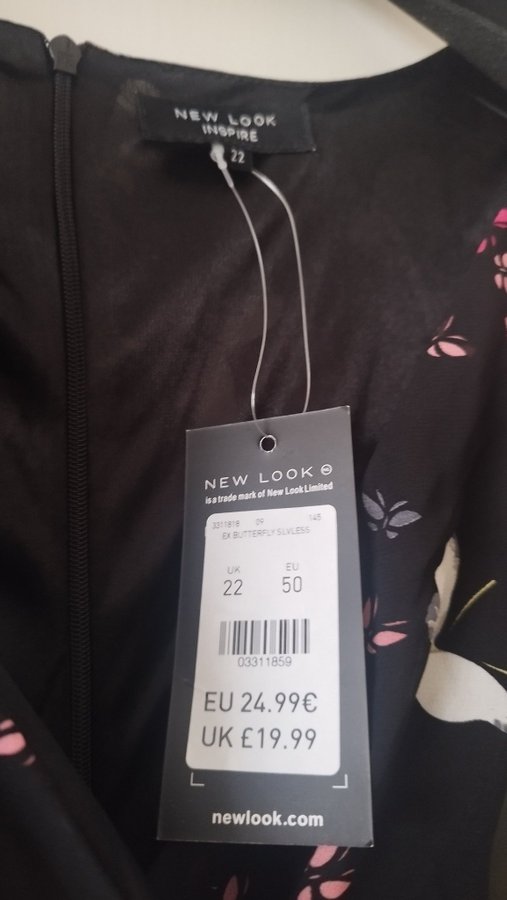 NEW LOOK
INSPIRE
22
NEW LOOK
is a trade mark of New Look Limited
3311818 09 145
EX BUTTERFLY SLVLESS
UK EU
22 50
03311859
EU 24.99€
UK £19.99
newlook.com